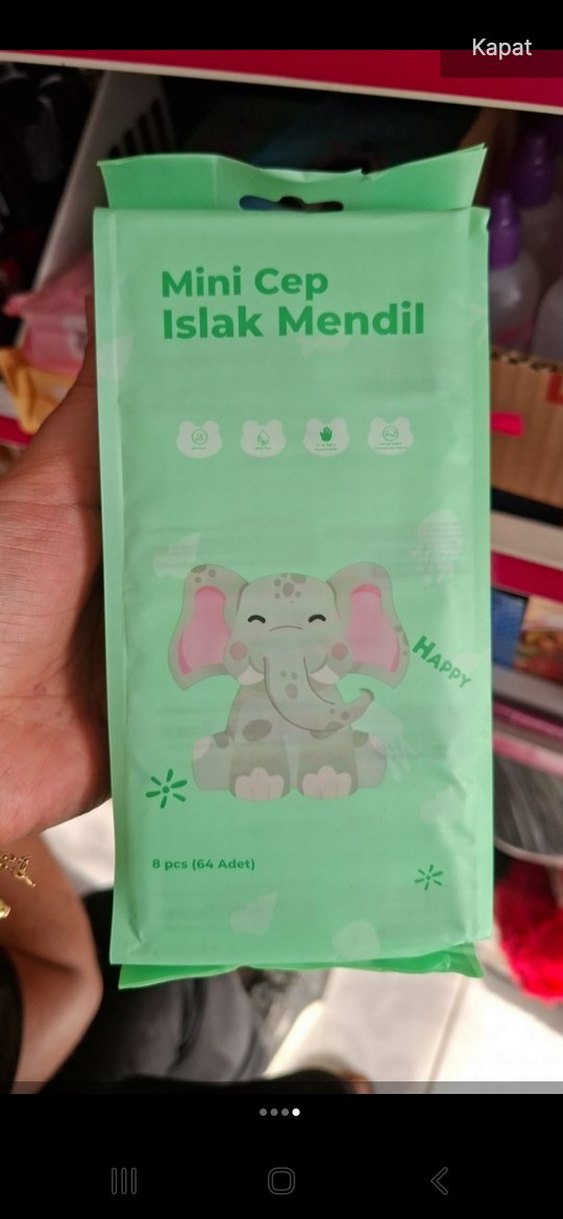 Kapat
Mini Cep
Islak Mendil
HAPPY
8 pcs (64 Adet)